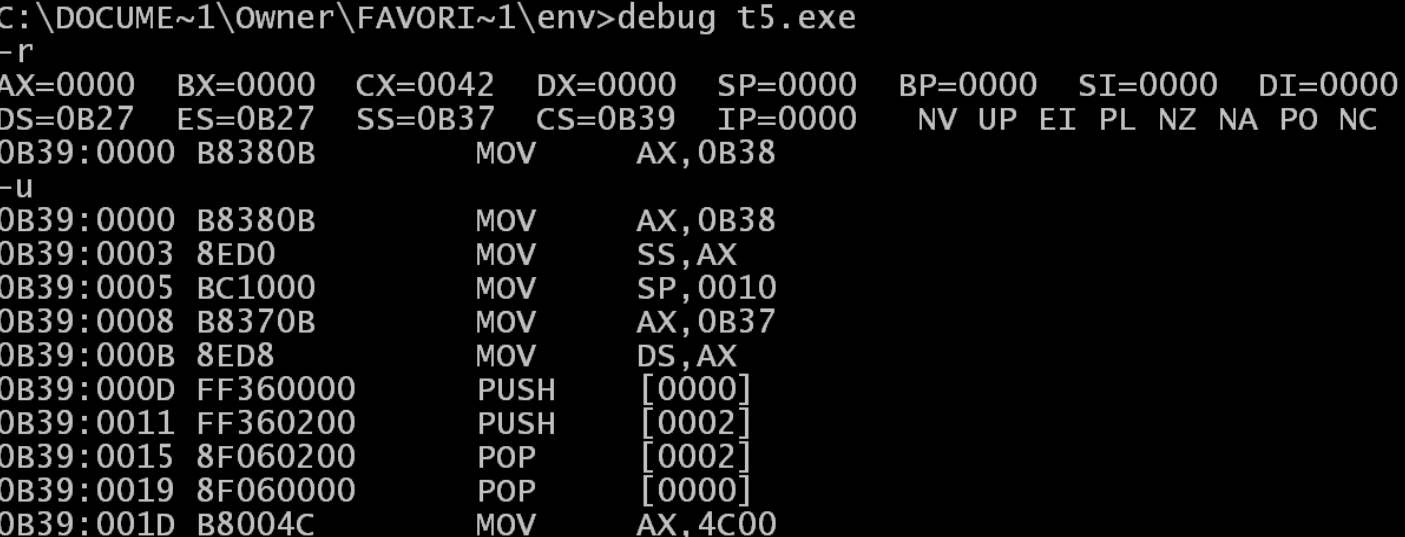 C:\DOCUME~1\Owner\FAVORI~1\env>debug t5.exe
-r
AX=0000  BX=0000  CX=0042  DX=0000  SP=0000  BP=0000  SI=0000  DI=0000
DS=0B27  ES=0B27  SS=0B37  CS=0B39  IP=0000   NV UP EI PL NZ NA PO NC
0B39:0000 B8380B        MOV     AX,0B38
-u
0B39:0000 B8380B        MOV     AX,0B38
0B39:0003 8ED0          MOV     SS,AX
0B39:0005 BC1000        MOV     SP,0010
0B39:0008 B8370B        MOV     AX,0B37
0B39:000B 8ED8          MOV     DS,AX
0B39:000D FF360000      PUSH    [0000]
0B39:0011 FF360200      PUSH    [0002]
0B39:0015 8F060200      POP     [0002]
0B39:0019 8F060000      POP     [0000]
0B39:001D B8004C        MOV     AX,4C00